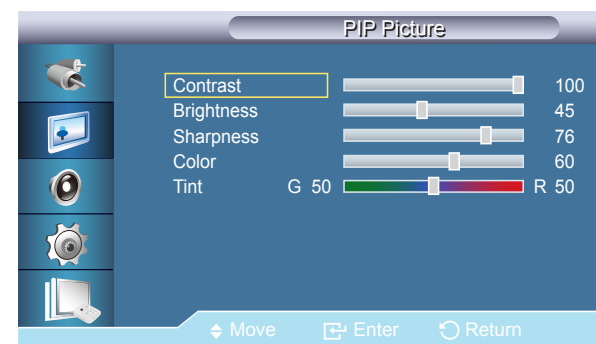 PIP Picture
Contrast 100
Brightness 45
Sharpness 76
Color 60
Tint G 50 R 50
Move Enter Return